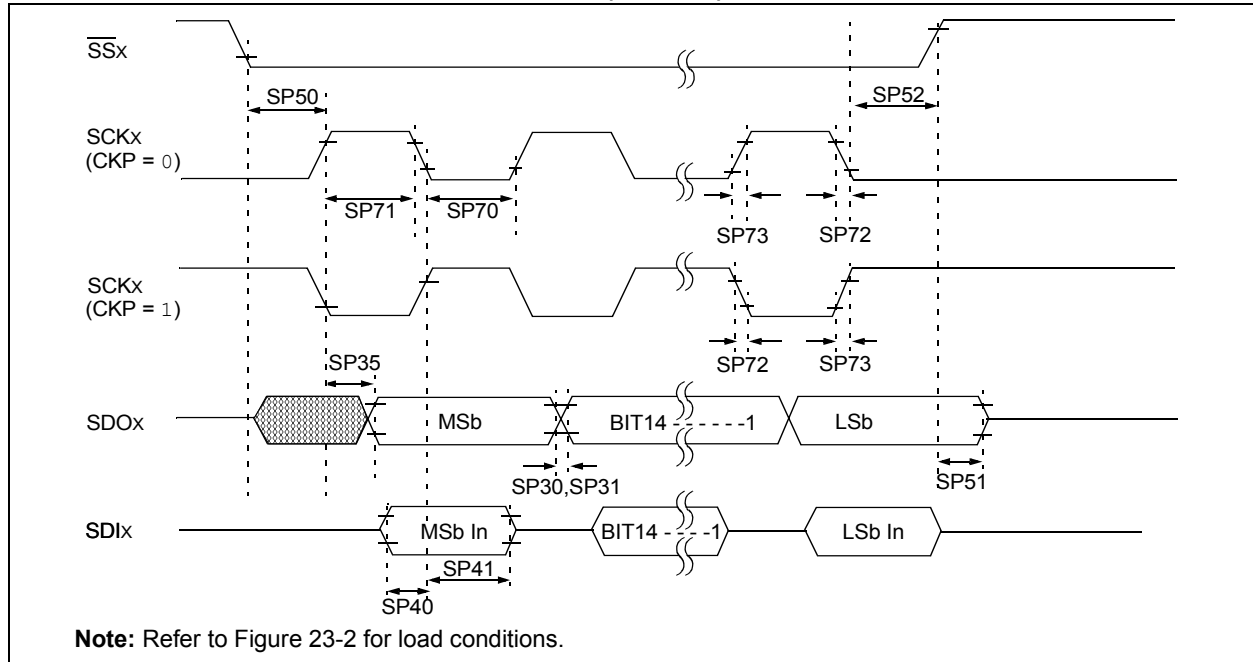 SSX
SP50
SP52
SCKX
(CKP = 0)
SP71
SP70
SP73
SP72
SCKX
(CKP = 1)
SP35
SP72
SP73
SDOX
MSb
BIT14 - - - - - -1
LSb
SP30,SP31
SP51
SDIX
MSb In
BIT14 - - - -1
LSb In
SP41
SP40
Note: Refer to Figure 23-2 for load conditions.